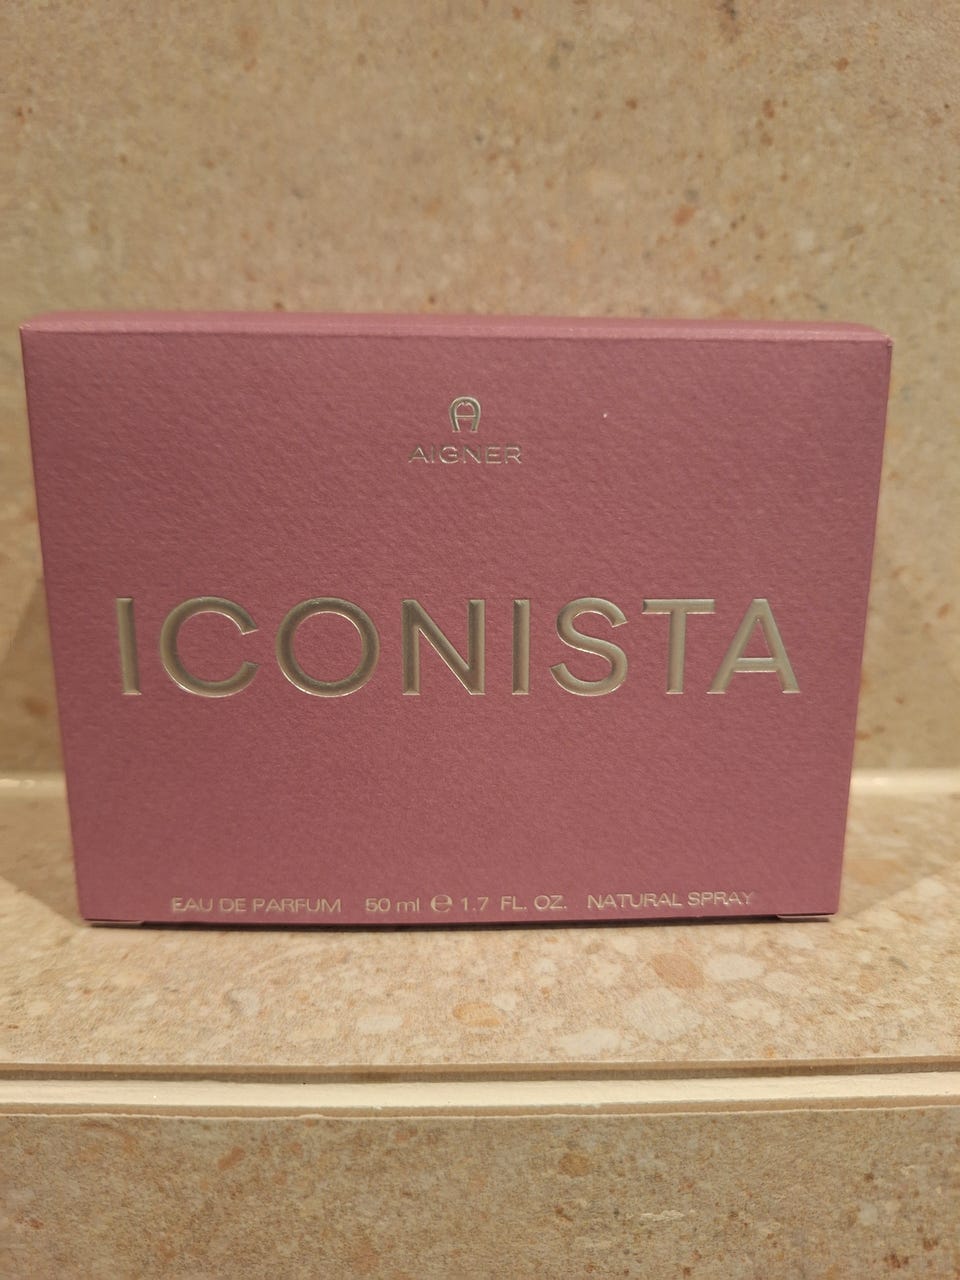 A
AIGNER
ICONISTA
EAU DE PARFUM 50 ml ℮ 1.7 FL. OZ. NATURAL SPRAY